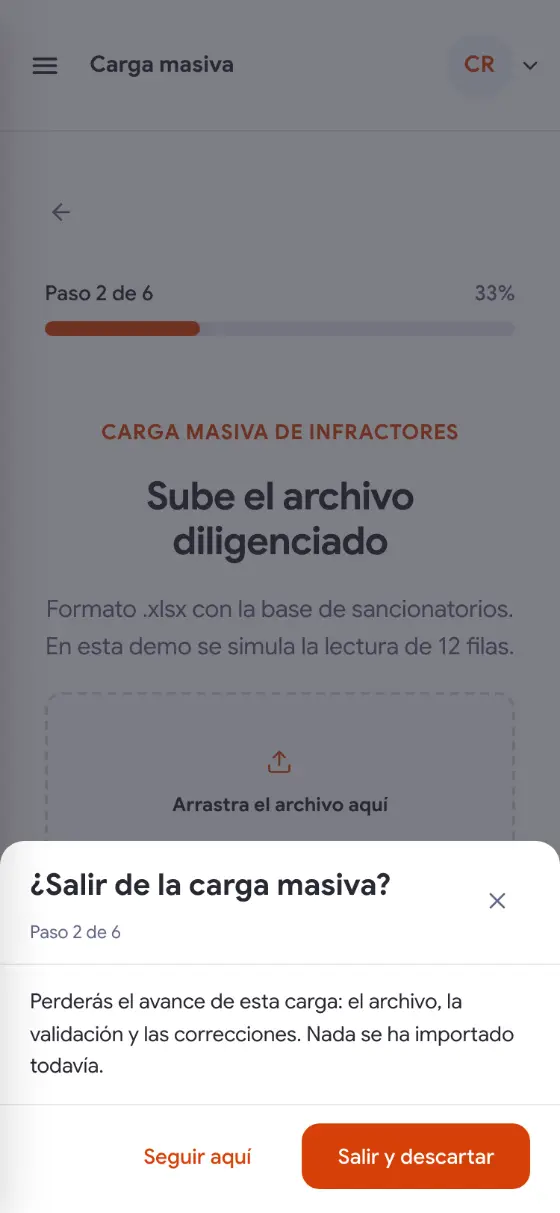 Carga masiva
CR
Paso 2 de 6
33%
CARGA MASIVA DE INFRACTORES
Sube el archivo
diligenciado
Formato .xlsx con la base de sancionatorios.
En esta demo se simula la lectura de 12 filas.
Arrastra el archivo aquí
¿Salir de la carga masiva?
Paso 2 de 6
Perderás el avance de esta carga: el archivo, la
validación y las correcciones. Nada se ha importado
todavía.
Seguir aquí
Salir y descartar